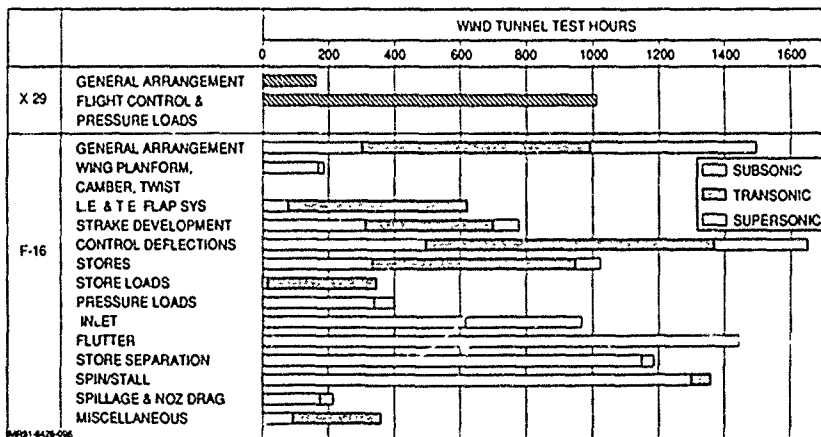 WIND TUNNEL TEST HOURS
0 200 400 600 800 1000 1200 1400 1600
X 29
GENERAL ARRANGEMENT
FLIGHT CONTROL &
PRESSURE LOADS
F-16
GENERAL ARRANGEMENT
WING PLANFORM,
CAMBER, TWIST
L.E & T E FLAP SYS
STRAKE DEVELOPMENT
CONTROL DEFLECTIONS
STORES
STORE LOADS
PRESSURE LOADS
INLET
FLUTTER
STORE SEPARATION
SPIN/STALL
SPILLAGE & NOZ DRAG
MISCELLANEOUS
SUBSONIC
TRANSONIC
SUPERSONIC